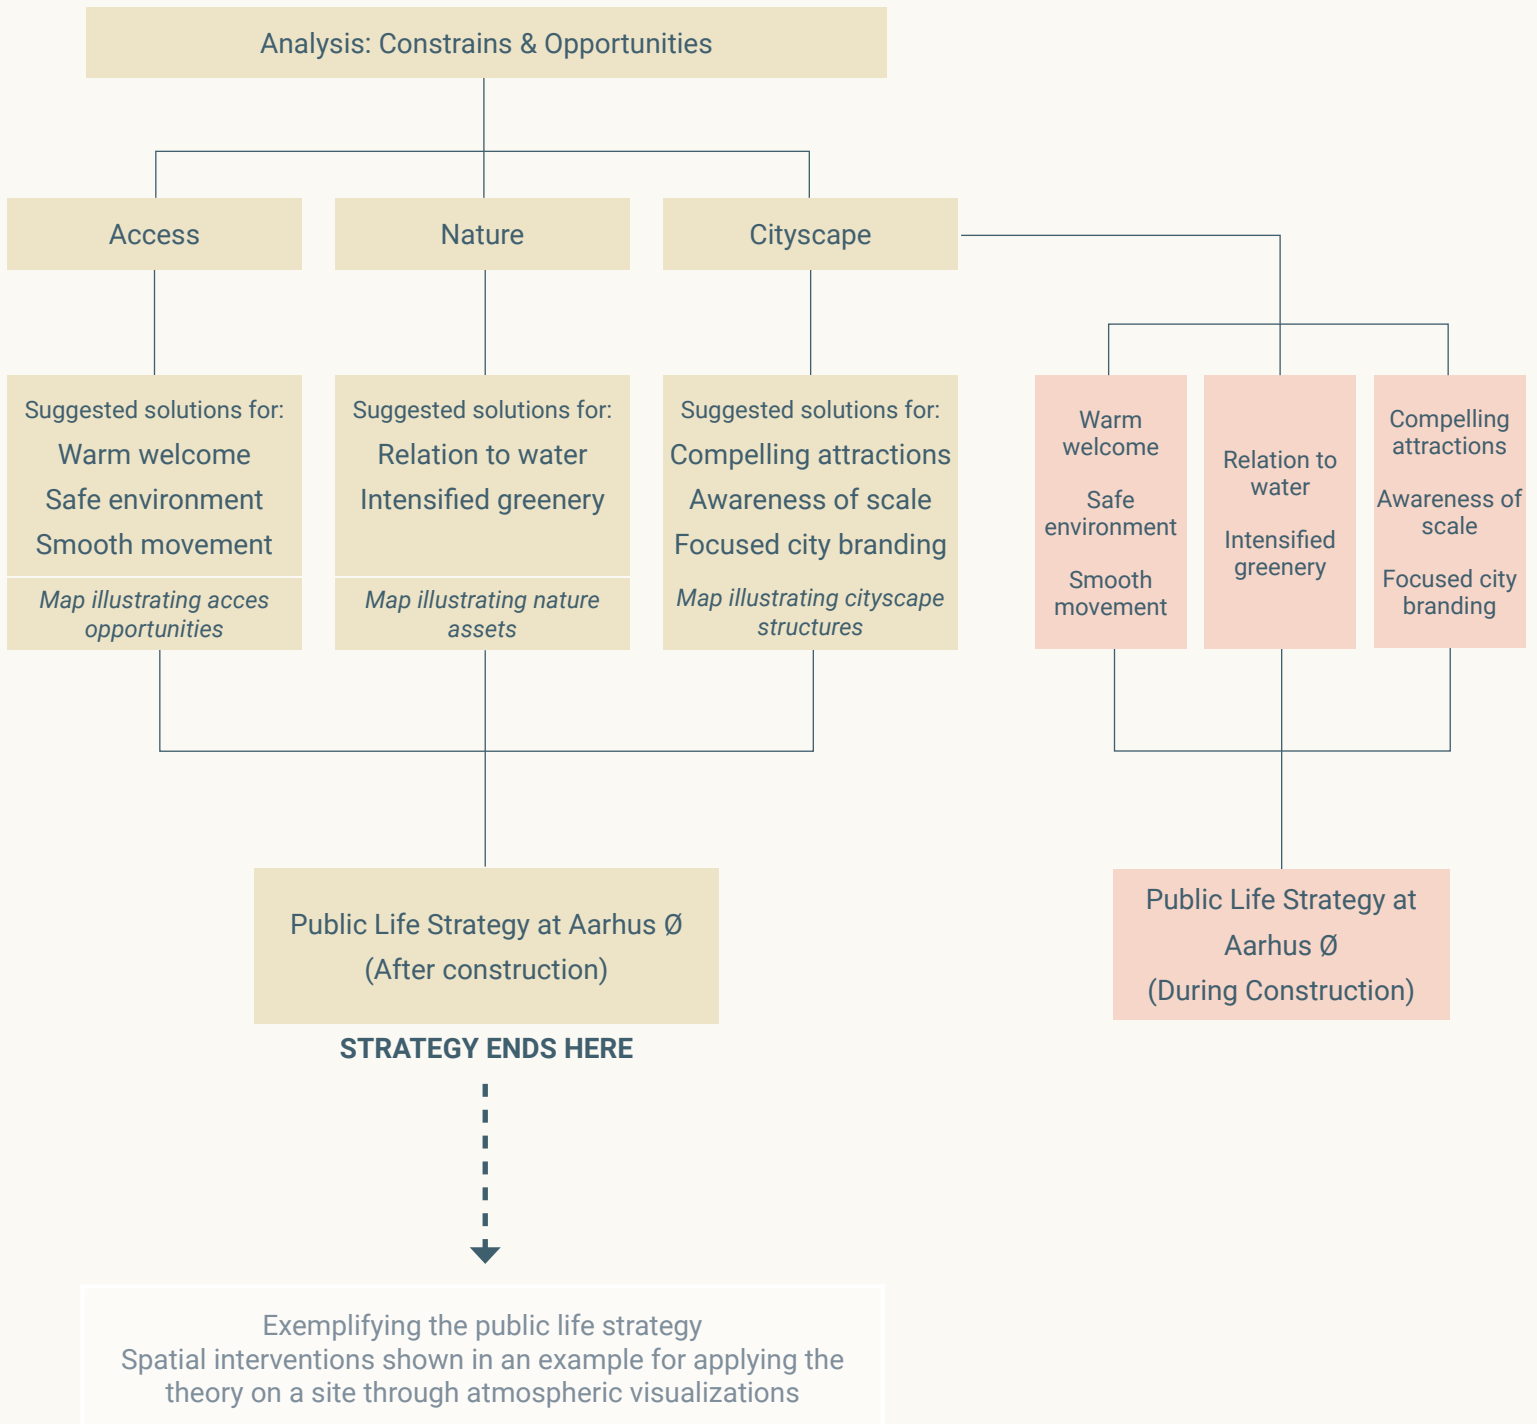 Analysis: Constrains & Opportunities
Access
Nature
Cityscape
Suggested solutions for:
Warm welcome
Safe environment
Smooth movement
Map illustrating acces
opportunities
Suggested solutions for:
Relation to water
Intensified greenery
Map illustrating nature
assets
Suggested solutions for:
Compelling attractions
Awareness of scale
Focused city branding
Map illustrating cityscape
structures
Warm
welcome
Safe
environment
Smooth
movement
Relation to
water
Intensified
greenery
Compelling
attractions
Awareness of
scale
Focused city
branding
Public Life Strategy at Aarhus Ø
(After construction)
Public Life Strategy at
Aarhus Ø
(During Construction)
STRATEGY ENDS HERE
Exemplifying the public life strategy
Spatial interventions shown in an example for applying the
theory on a site through atmospheric visualizations